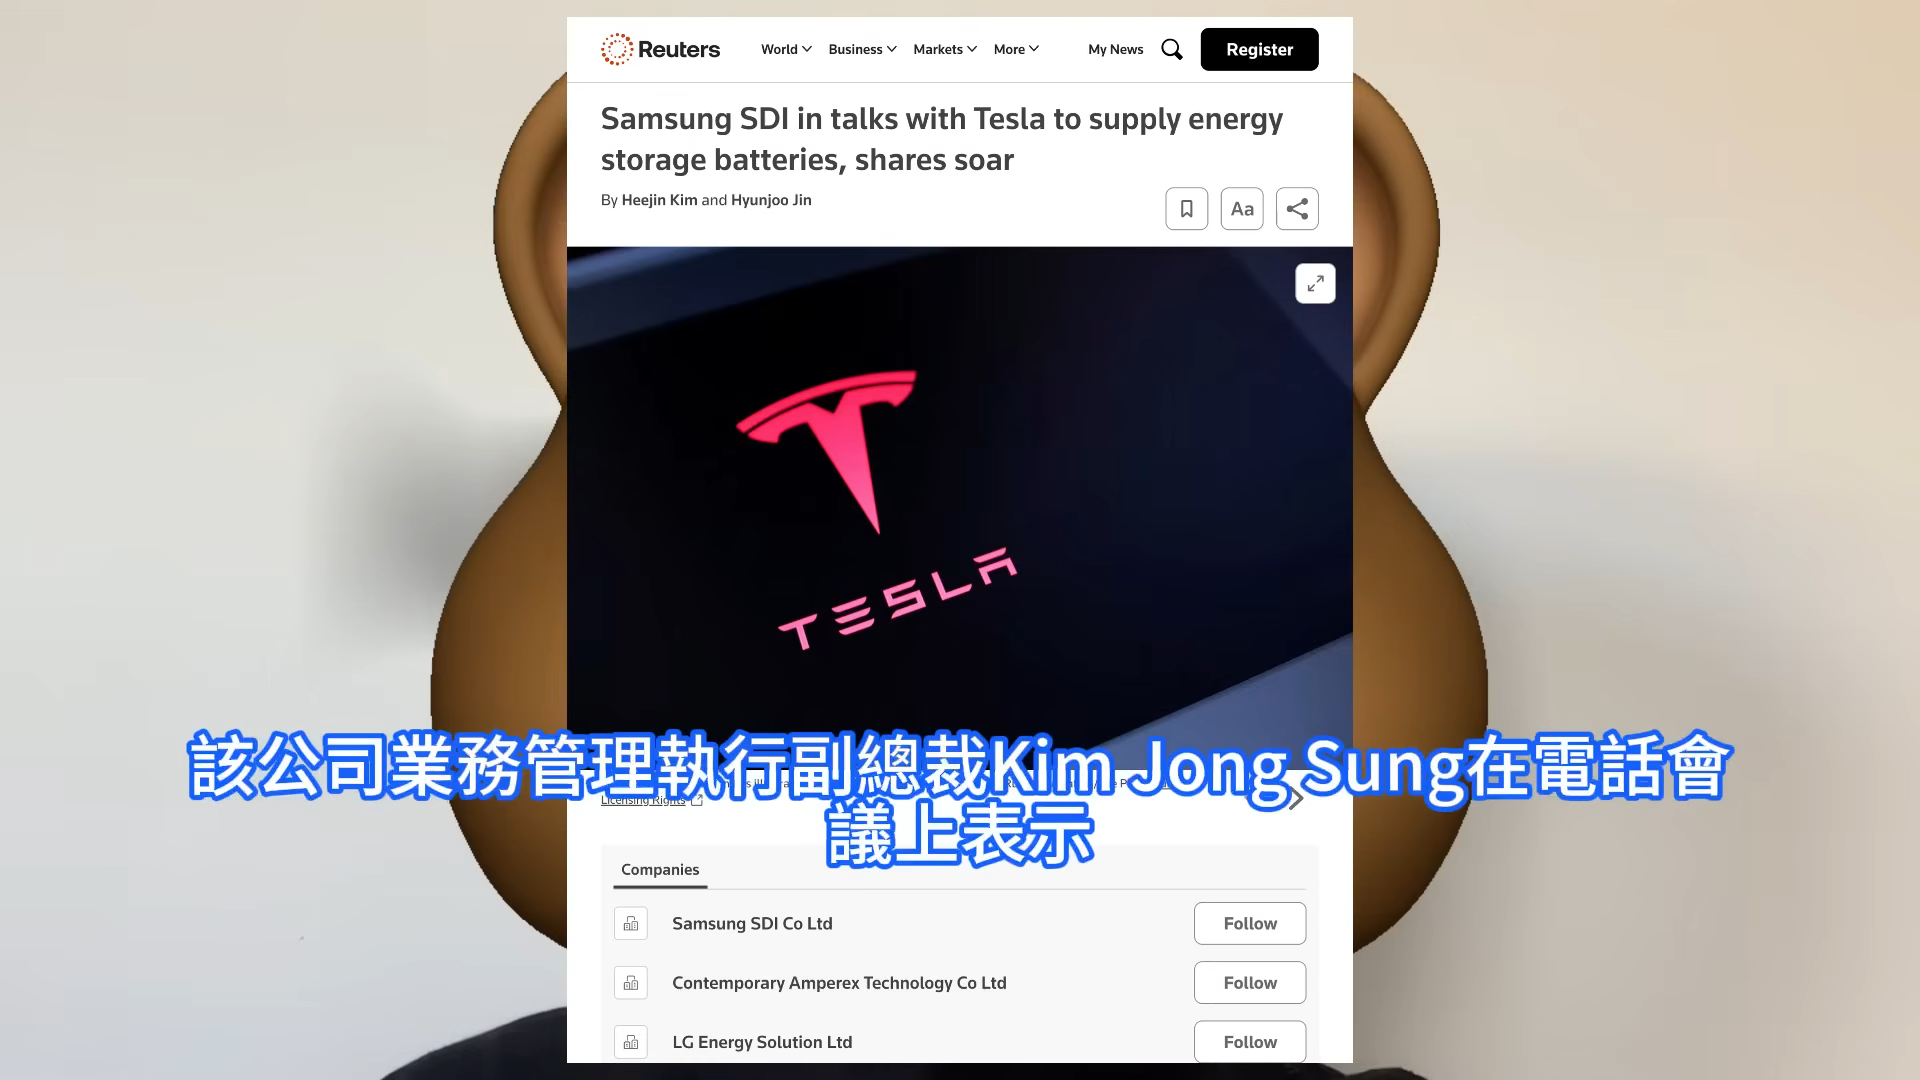 Reuters
World
Business
Markets
More
My News
Register
Samsung SDI in talks with Tesla to supply energy
storage batteries, shares soar
By Heejin Kim and Hyunjoo Jin
Aa
TESLA
Licensing Rights
該公司業務管理執行副總裁Kim Jong Sung在電話會
議上表示
Companies
Samsung SDI Co Ltd
Follow
Contemporary Amperex Technology Co Ltd
Follow
LG Energy Solution Ltd
Follow